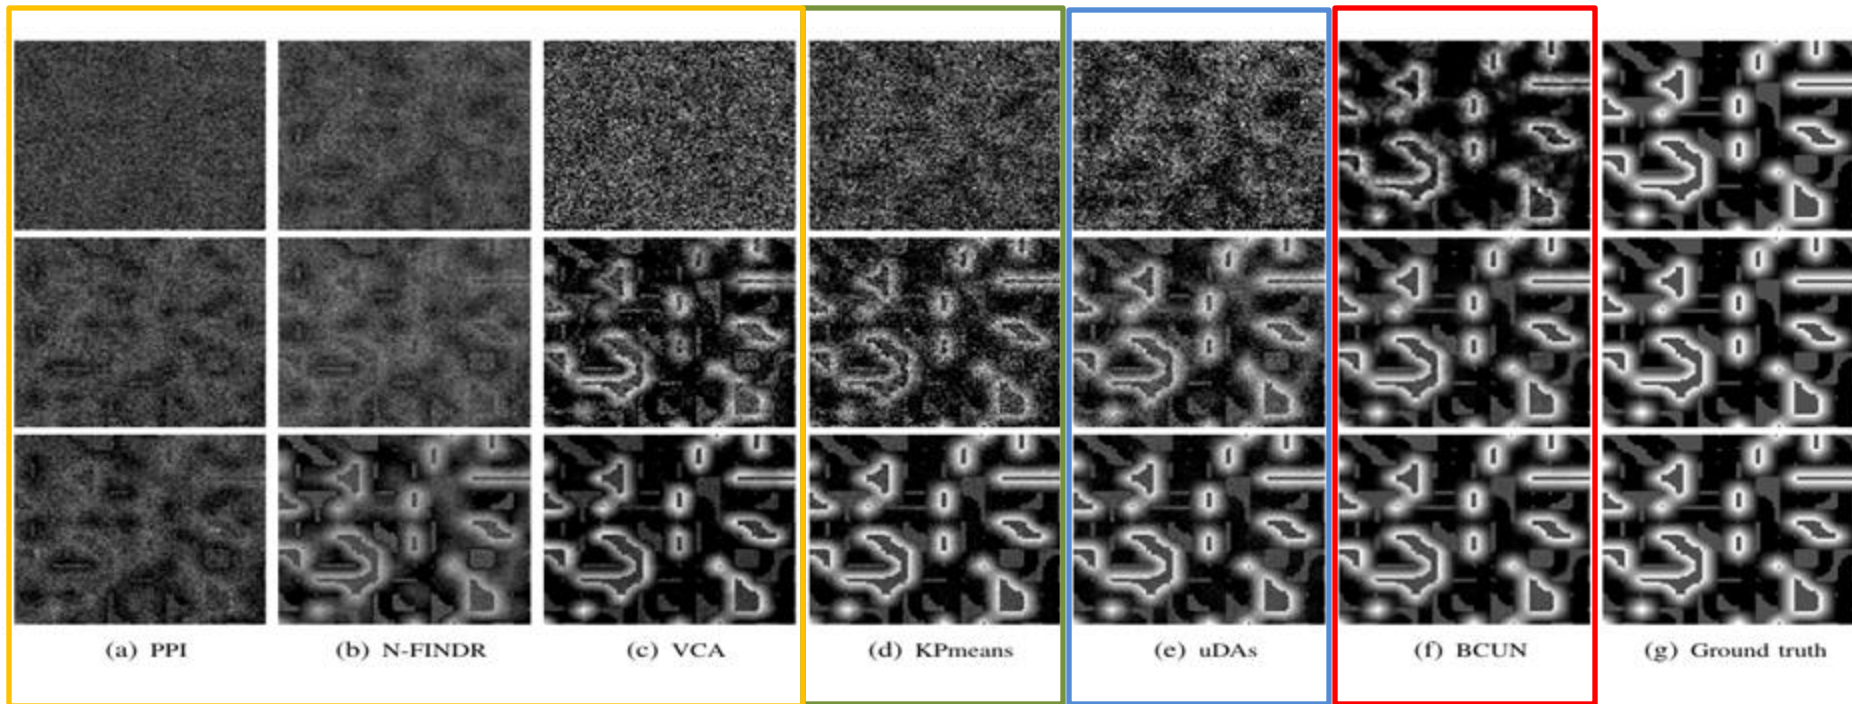 (a) PPI (b) N-FINDR (c) VCA (d) KPmeans (e) uDAs (f) BCUN (g) Ground truth